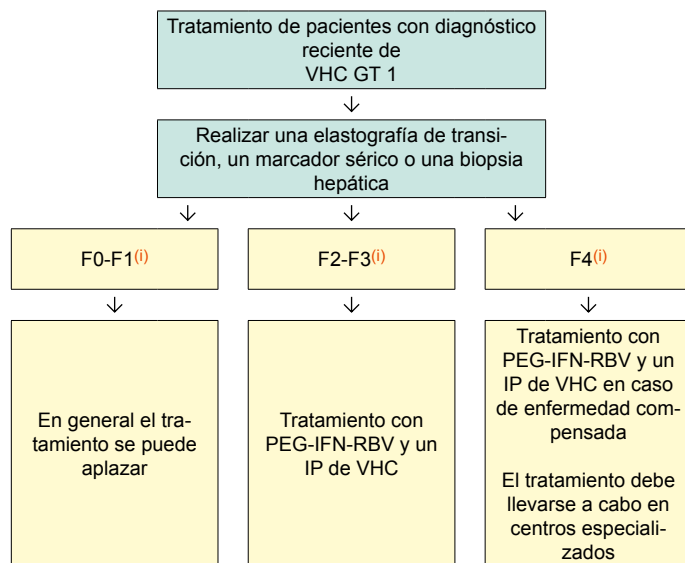 Tratamiento de pacientes con diagnóstico
reciente de
VHC GT 1
Realizar una elastografía de transi-
ción, un marcador sérico o una biopsia
hepática
F0-F1(i)
F2-F3(i)
F4(i)
En general el tra-
tamiento se puede
aplazar
Tratamiento con
PEG-IFN-RBV y un
IP de VHC
Tratamiento con
PEG-IFN-RBV y un
IP de VHC en caso
de enfermedad com-
pensada
El tratamiento debe
llevarse a cabo en
centros especiali-
zados